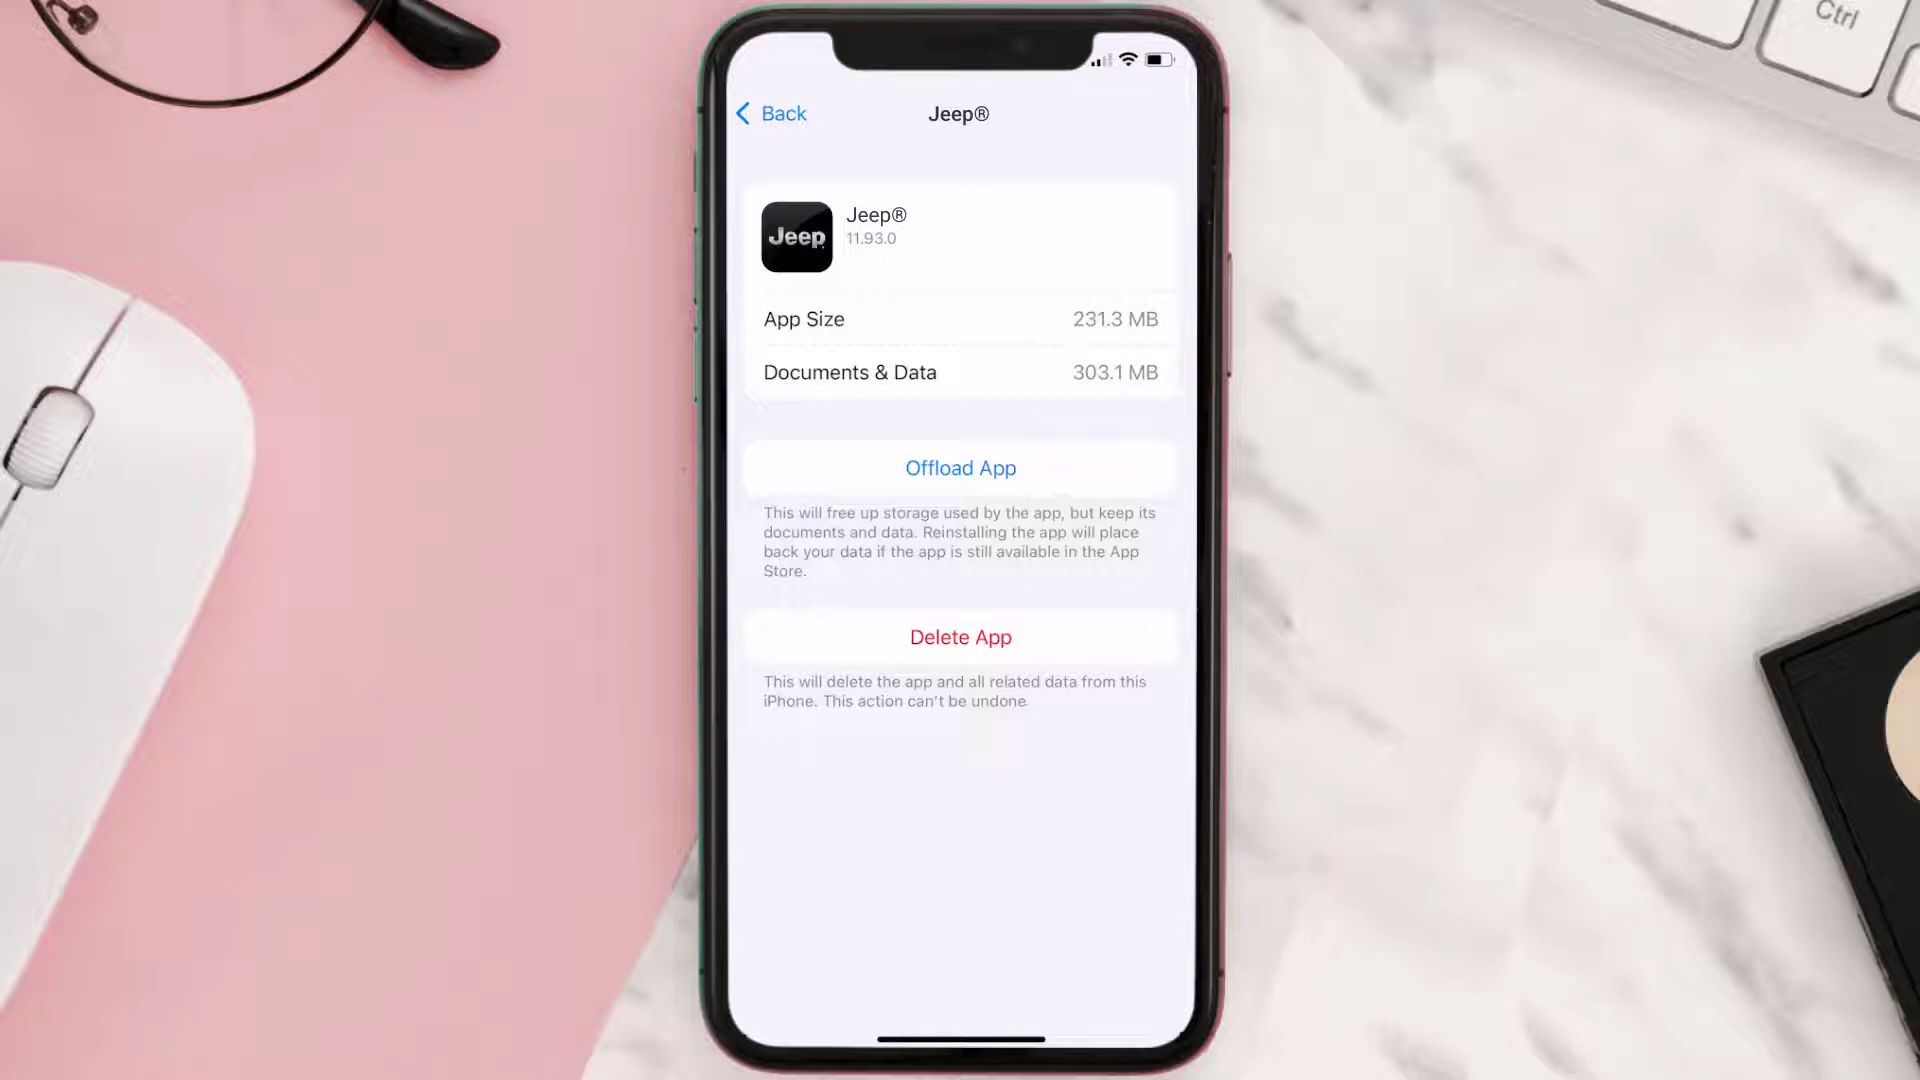 Ctrl
Back
Jeep®
Jeep
Jeep®
11.93.0
App Size
231.3 MB
Documents & Data
303.1 MB
Offload App
This will free up storage used by the app, but keep its
documents and data. Reinstalling the app will place
back your data if the app is still available in the App
Store.
Delete App
This will delete the app and all related data from this
iPhone. This action can't be undone